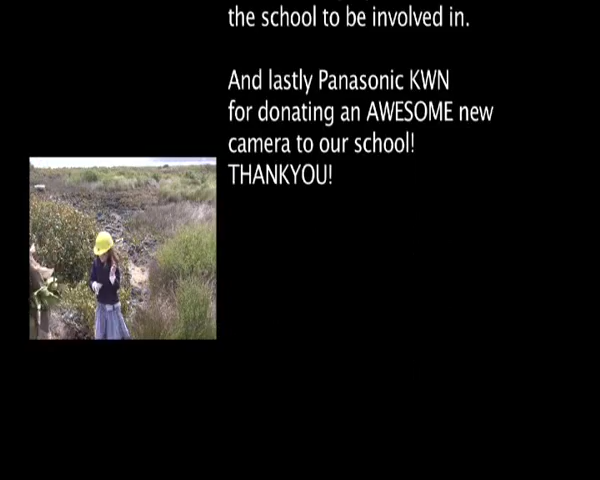 the school to be involved in.
And lastly Panasonic KWN
for donating an AWESOME new
camera to our school!
THANKYOU!